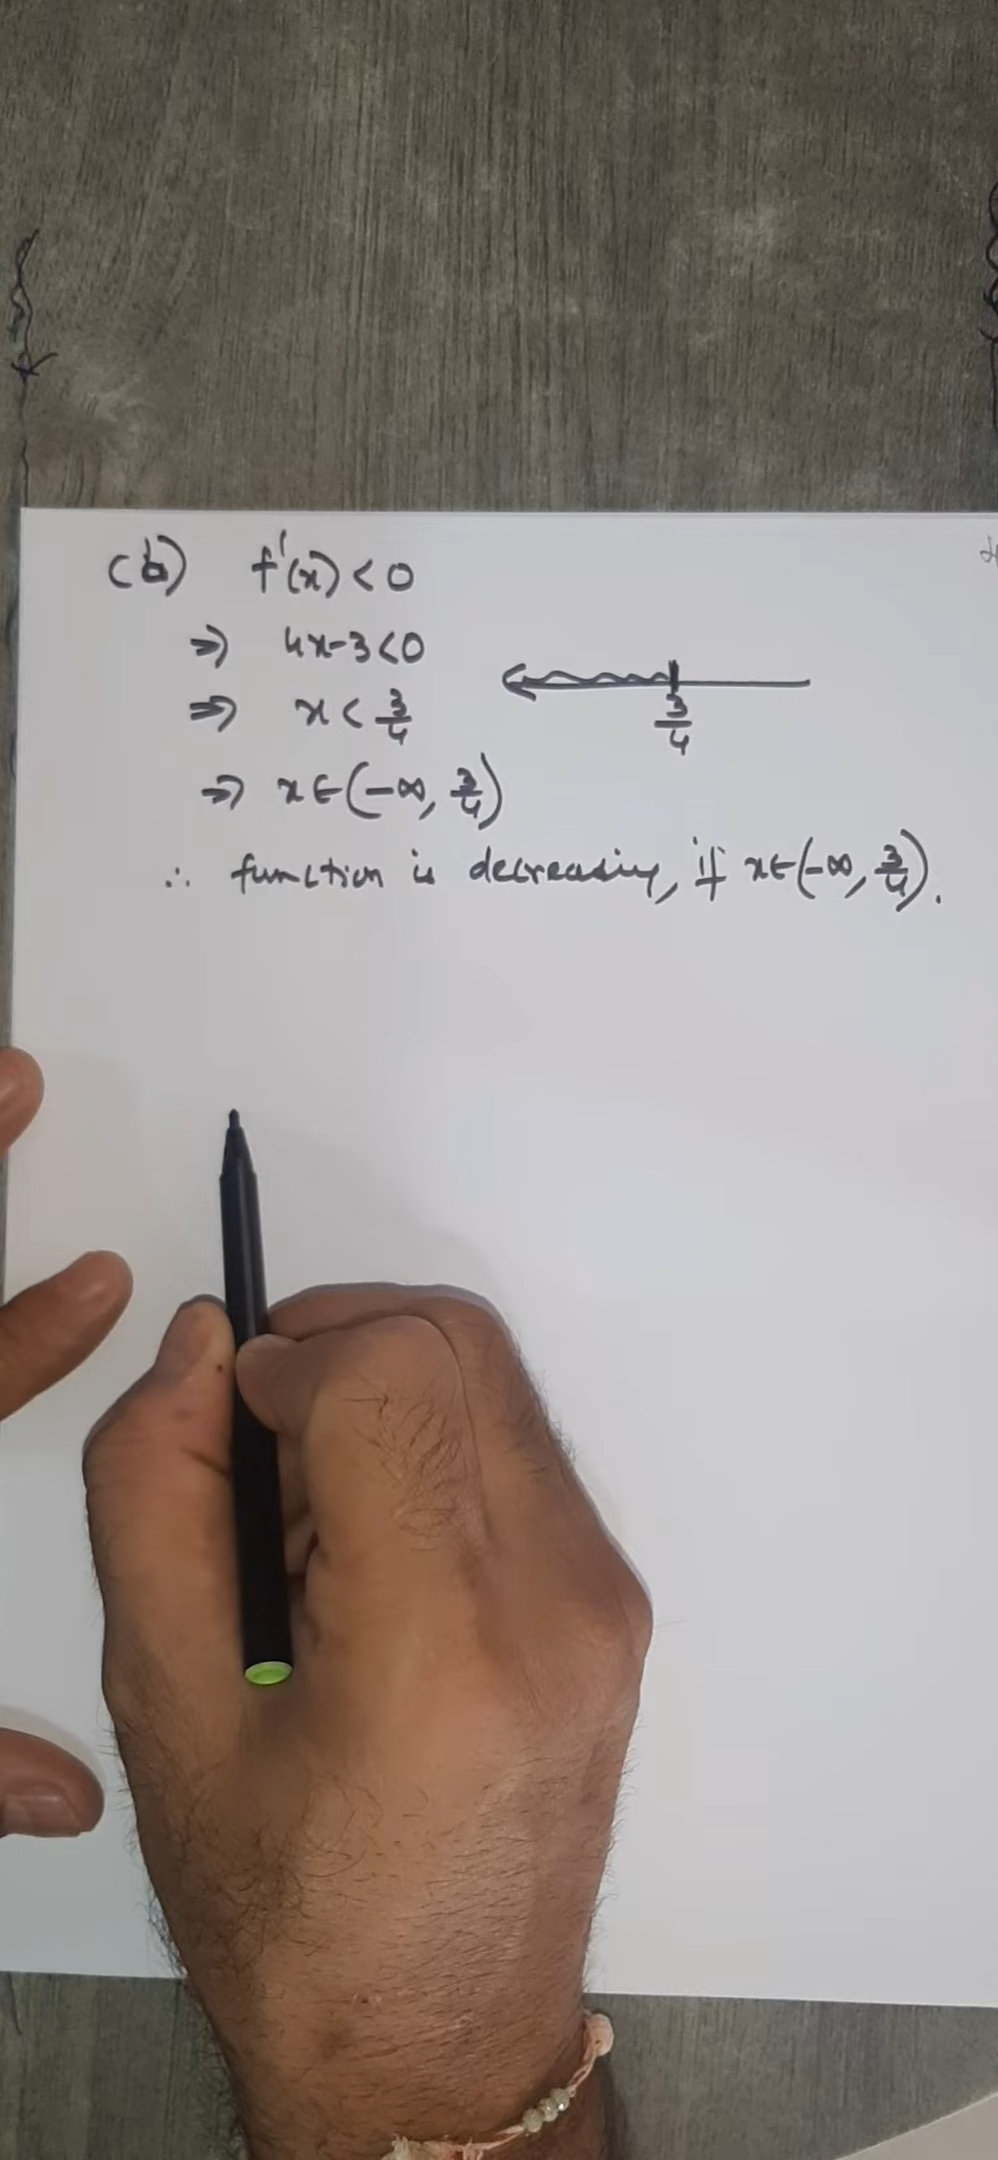 (b) f'(x) < 0
⇒ 4x-3<0
⇒ x < 3/4
3/4
⇒ x ∈ (-∞, 3/4)
∴ function is decreasing, if x ∈ (-∞, 3/4).